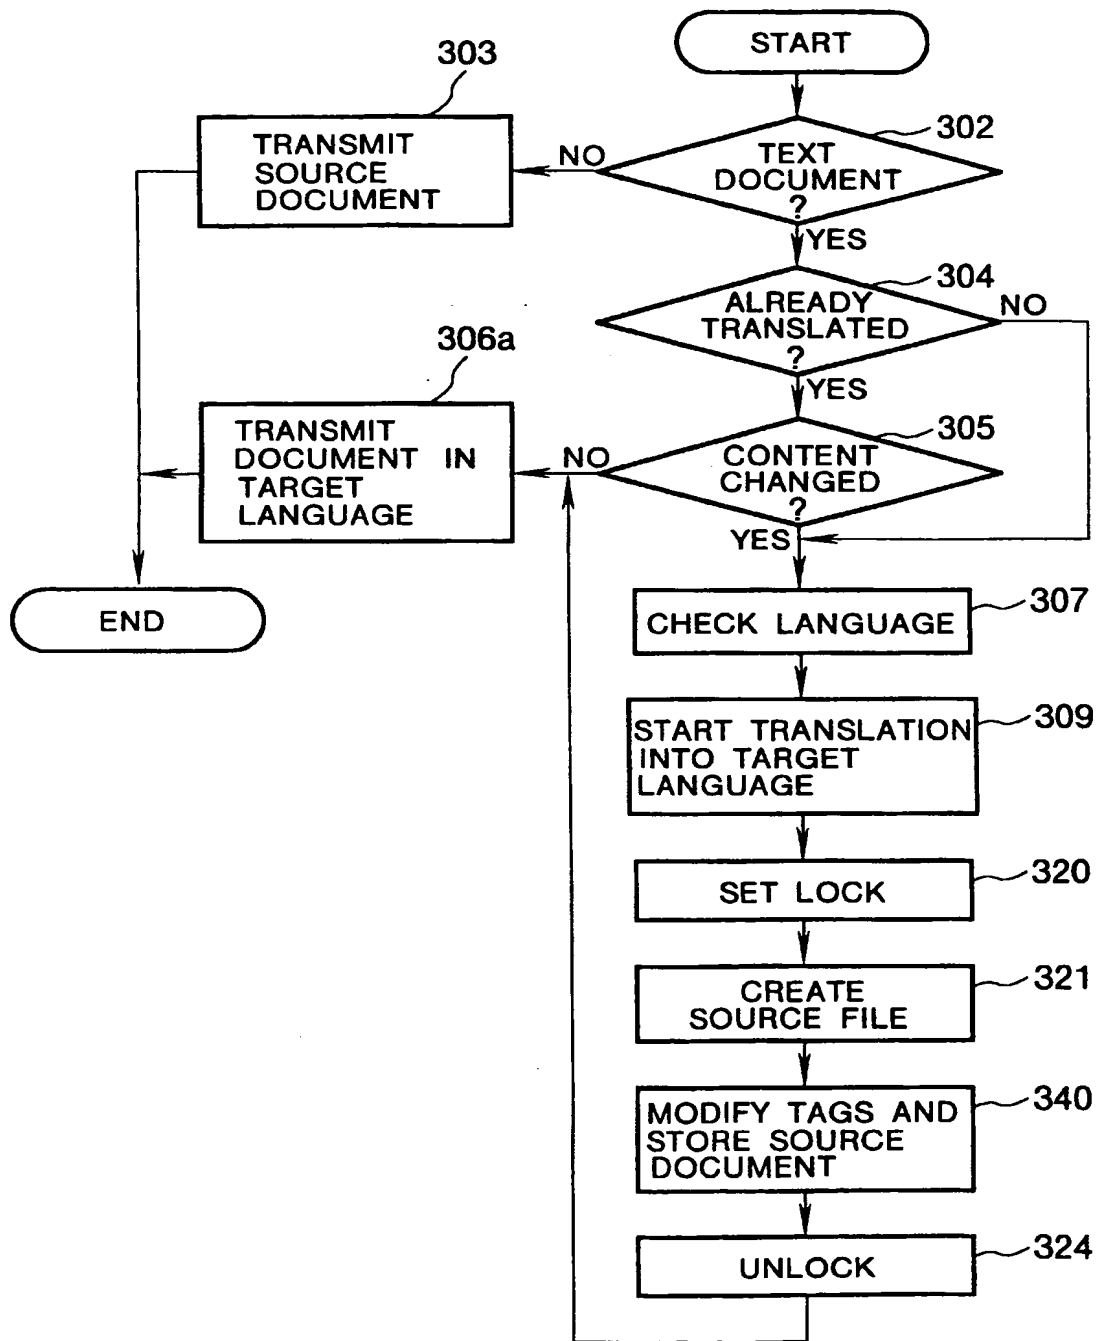 START
303
TRANSMIT
SOURCE
DOCUMENT
NO
302
TEXT
DOCUMENT
?
YES
304
ALREADY
TRANSLATED
?
NO
YES
306a
TRANSMIT
DOCUMENT IN
TARGET
LANGUAGE
NO
305
CONTENT
CHANGED
?
YES
END
307
CHECK LANGUAGE
309
START TRANSLATION
INTO TARGET
LANGUAGE
320
SET LOCK
321
CREATE
SOURCE FILE
340
MODIFY TAGS AND
STORE SOURCE
DOCUMENT
324
UNLOCK